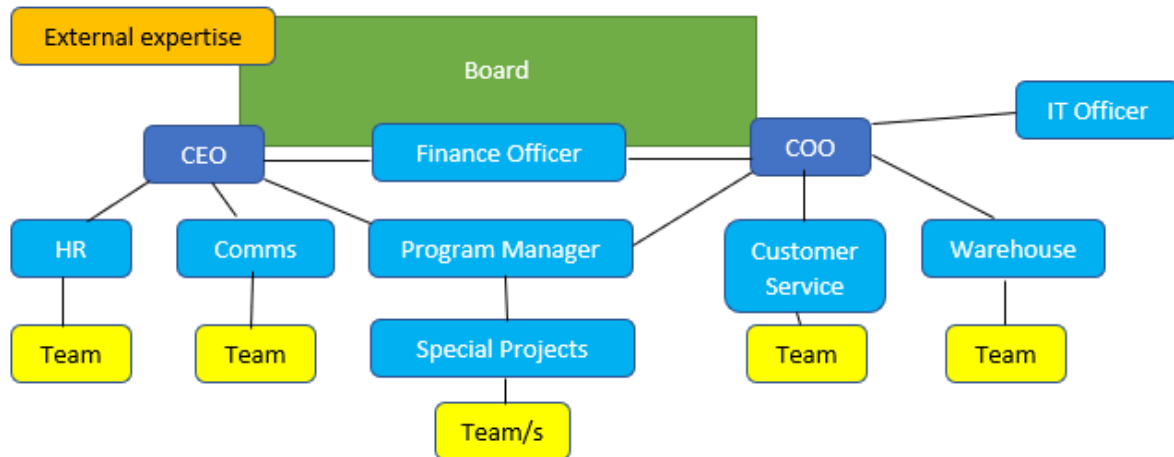 External expertise
Board
IT Officer
CEO
Finance Officer
COO
HR
Comms
Program Manager
Customer
Service
Warehouse
Team
Team
Special Projects
Team
Team
Team/s